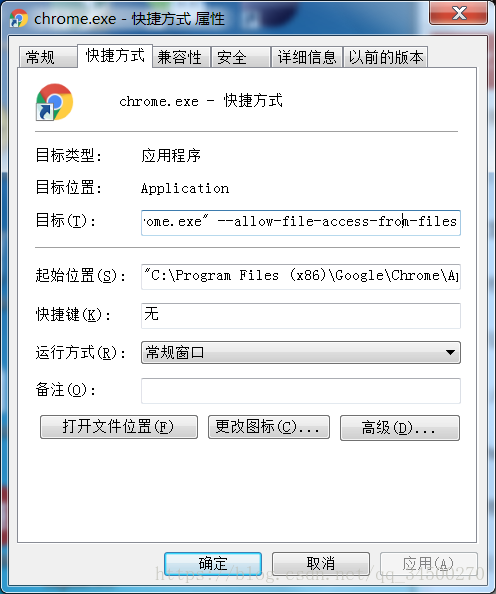 chrome.exe - 快捷方式 属性
常规 快捷方式 兼容性 安全 详细信息 以前的版本
chrome.exe - 快捷方式
目标类型： 应用程序
目标位置： Application
目标(T)： ome.exe" --allow-file-access-from-files
起始位置(S)： "C:\Program Files (x86)\Google\Chrome\Ap
快捷键(K)： 无
运行方式(R)： 常规窗口
备注(O)：
打开文件位置(F) 更改图标(C)... 高级(D)...
确定 取消 应用(A)
https://blog.csdn.net/qq_31500270